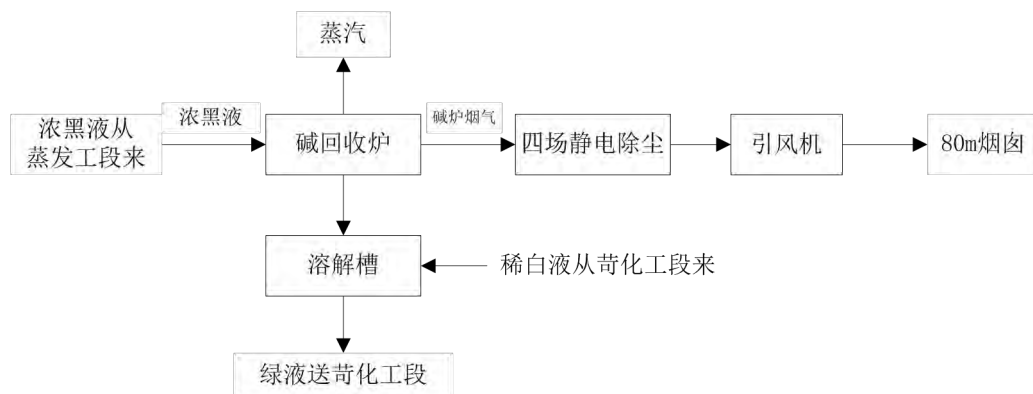 蒸汽
浓黑液从
蒸发工段来
浓黑液
碱回收炉
碱炉烟气
四场静电除尘
引风机
80m烟囱
溶解槽
稀白液从苛化工段来
绿液送苛化工段